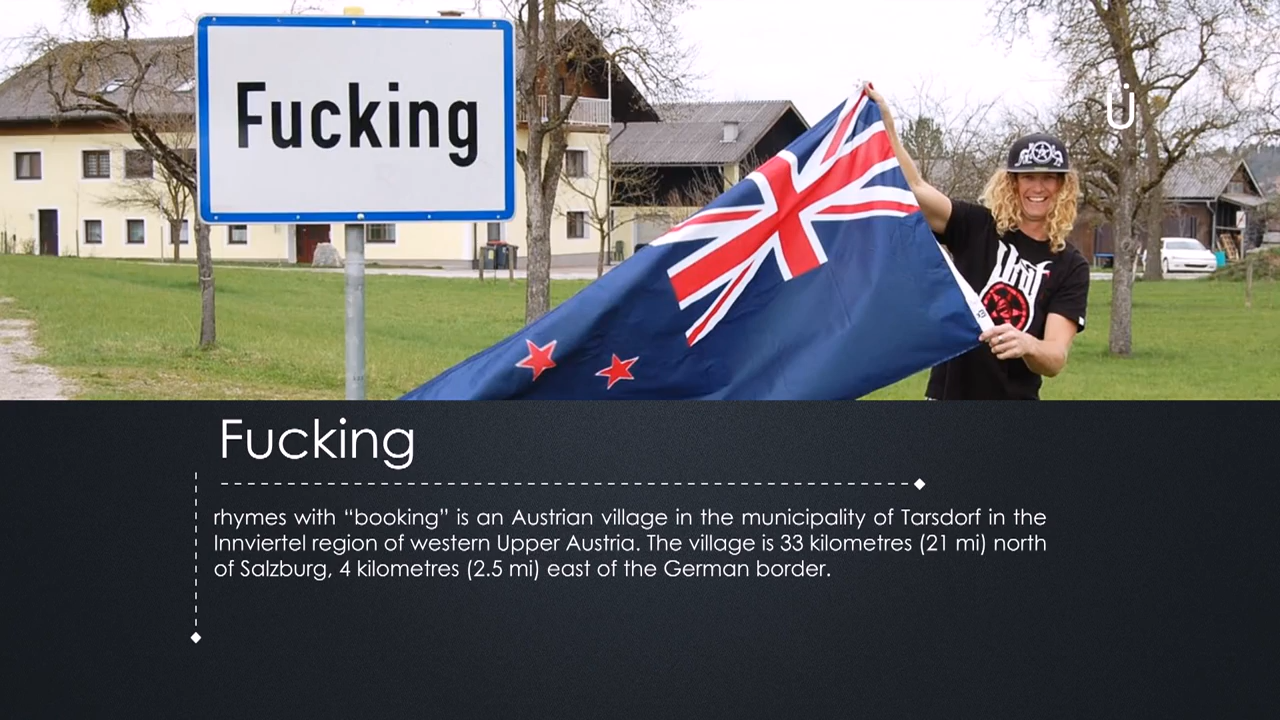 Fucking
Ü
Fucking
rhymes with “booking” is an Austrian village in the municipality of Tarsdorf in the
Innviertel region of western Upper Austria. The village is 33 kilometres (21 mi) north
of Salzburg, 4 kilometres (2.5 mi) east of the German border.